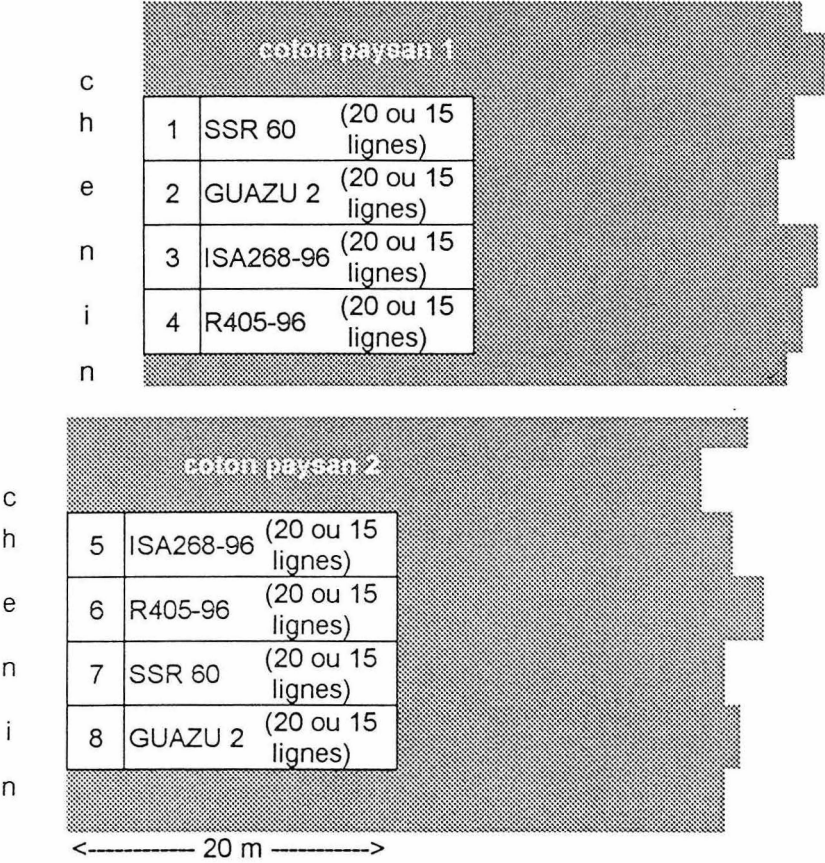 coton paysan 1
c
h
e
n
i
n
1 SSR 60 (20 ou 15
lignes)
2 GUAZU 2 (20 ou 15
lignes)
3 ISA268-96 (20 ou 15
lignes)
4 R405-96 (20 ou 15
lignes)
coton paysan 2
c
h
e
n
i
n
5 ISA268-96 (20 ou 15
lignes)
6 R405-96 (20 ou 15
lignes)
7 SSR 60 (20 ou 15
lignes)
8 GUAZU 2 (20 ou 15
lignes)
<------------ 20 m ----------->